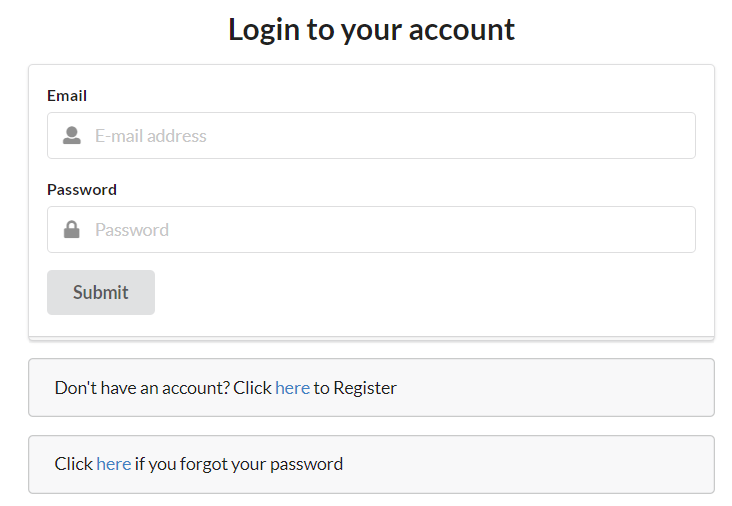 Login to your account
Email
E-mail address
Password
Password
Submit
Don't have an account? Click here to Register
Click here if you forgot your password